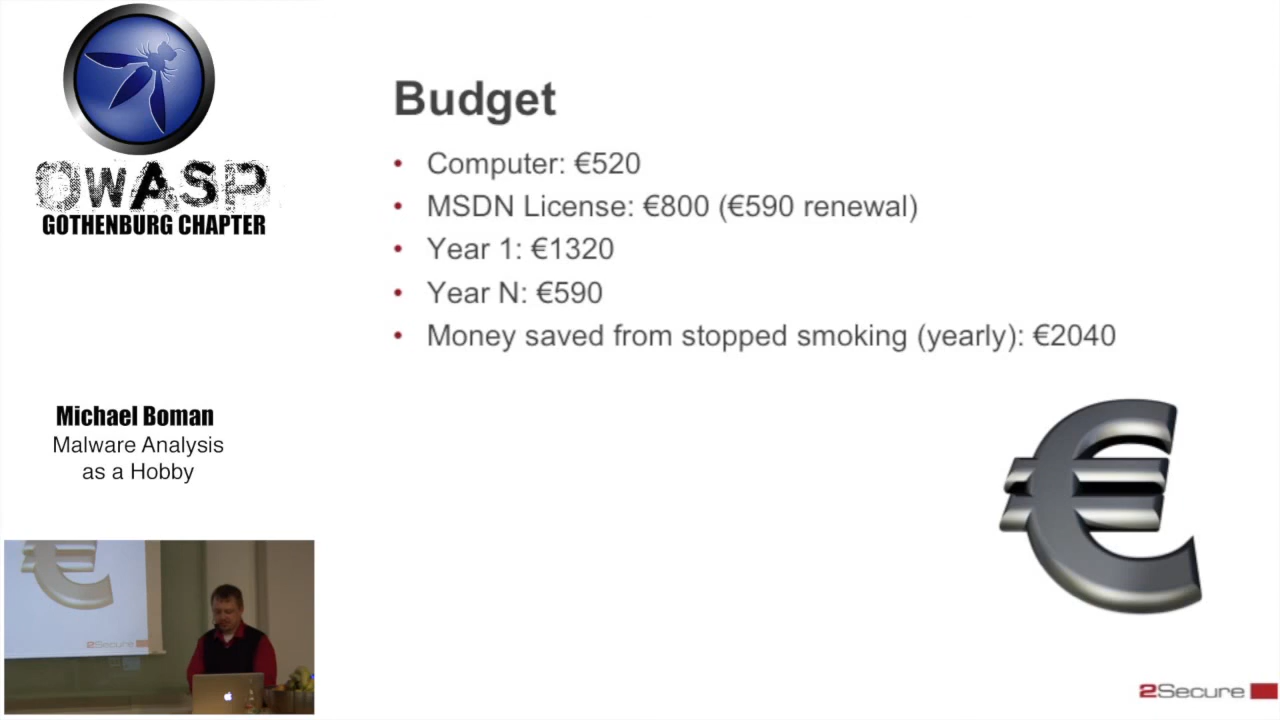 OWASP
GOTHENBURG CHAPTER
Budget
• Computer: €520
• MSDN License: €800 (€590 renewal)
• Year 1: €1320
• Year N: €590
• Money saved from stopped smoking (yearly): €2040
Michael Boman
Malware Analysis
as a Hobby
€
2Secure
€
2Secure